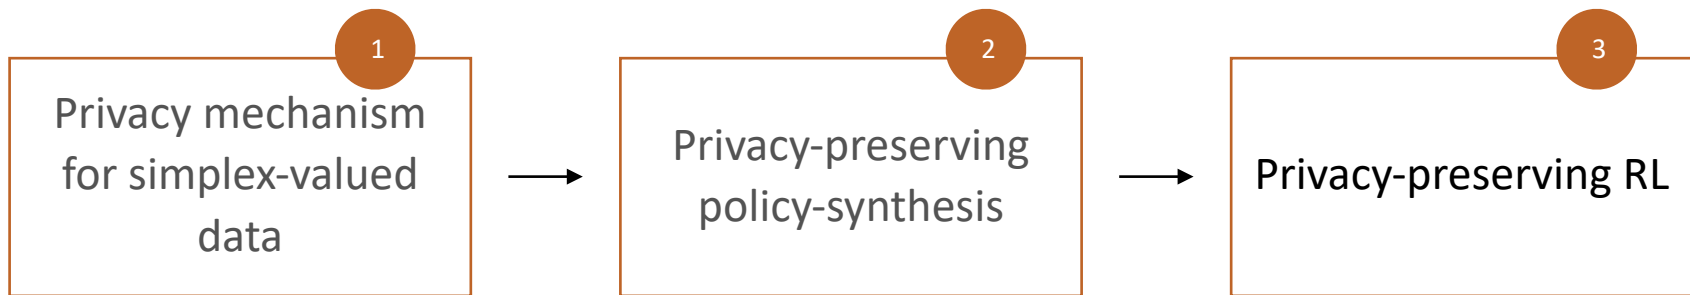 1
Privacy mechanism
for simplex-valued
data
2
Privacy-preserving
policy-synthesis
3
Privacy-preserving RL